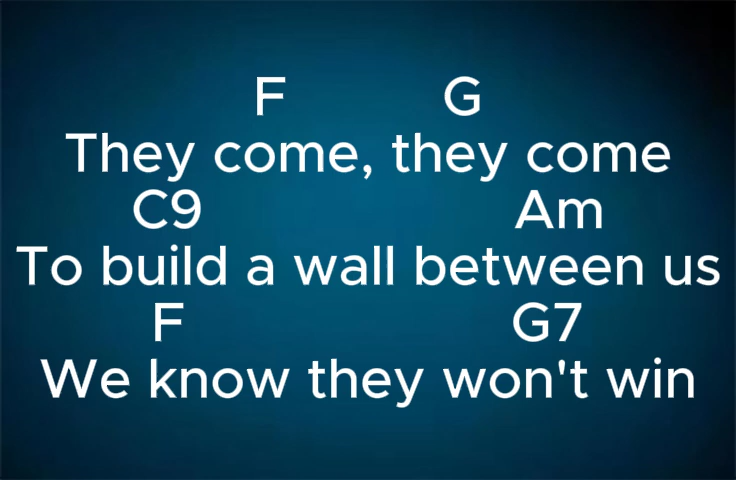 F G
They come, they come
C9 Am
To build a wall between us
F G7
We know they won't win